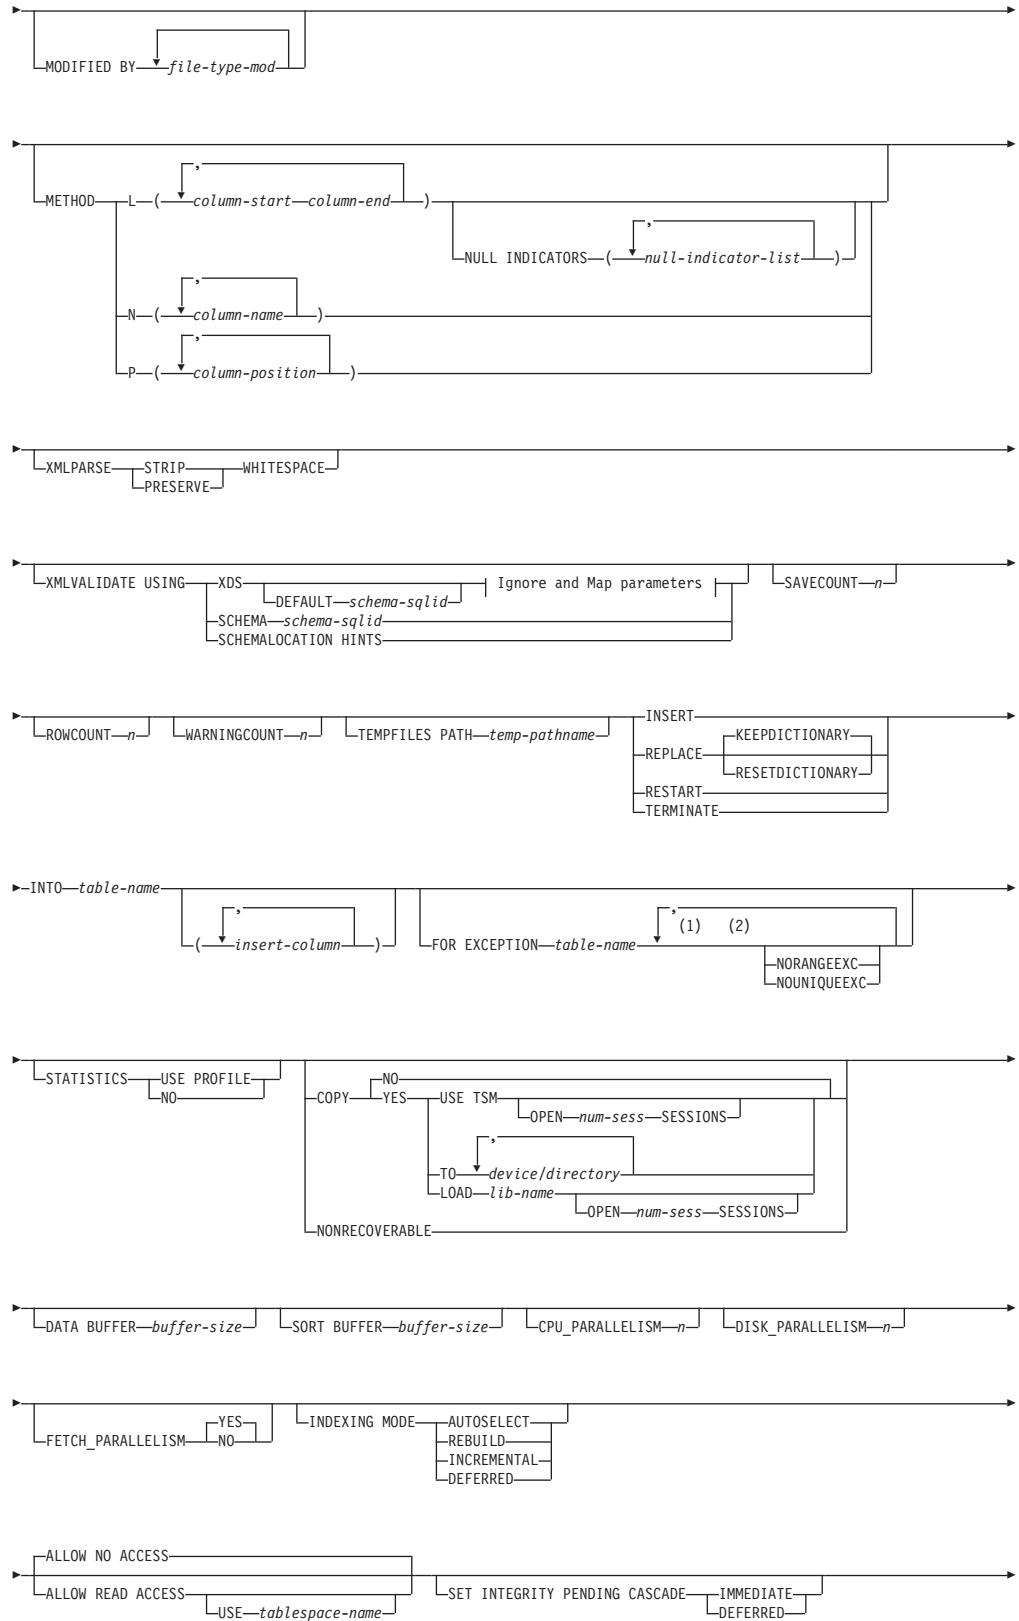 MODIFIED BY file-type-mod
,
METHOD L ( column-start column-end )
,
NULL INDICATORS ( null-indicator-list )
,
N ( column-name )
,
P ( column-position )
XMLPARSE STRIP WHITESPACE
PRESERVE
XMLVALIDATE USING XDS Ignore and Map parameters SAVECOUNT n
DEFAULT schema-sqlid
SCHEMA schema-sqlid
SCHEMALOCATION HINTS
ROWCOUNT n WARNINGCOUNT n TEMPFILES PATH temp-pathname INSERT
KEEPDICTIONARY
REPLACE
RESETDICTIONARY
RESTART
TERMINATE
INTO table-name
, ,
(1) (2)
( insert-column ) FOR EXCEPTION table-name
NORANGEEXC
NOUNIQUEEXC
STATISTICS USE PROFILE
NO
NO
COPY YES USE TSM
OPEN num-sess SESSIONS
,
TO device/directory
LOAD lib-name
OPEN num-sess SESSIONS
NONRECOVERABLE
DATA BUFFER buffer-size SORT BUFFER buffer-size CPU_PARALLELISM n DISK_PARALLELISM n
YES
FETCH_PARALLELISM NO
INDEXING MODE AUTOSELECT
REBUILD
INCREMENTAL
DEFERRED
ALLOW NO ACCESS
ALLOW READ ACCESS
USE tablespace-name
SET INTEGRITY PENDING CASCADE IMMEDIATE
DEFERRED